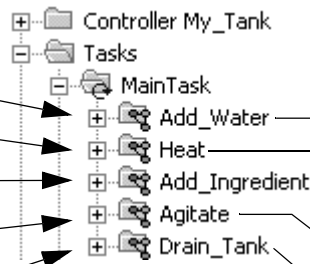 Controller My_Tank
Tasks
MainTask
Add_Water
Heat
Add_Ingredient
Agitate
Drain_Tank